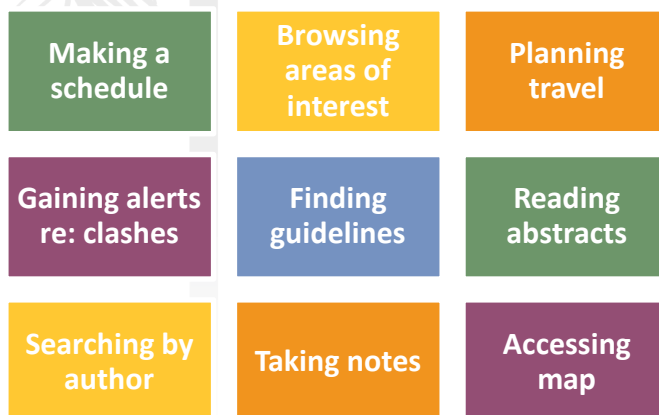 Making a
schedule
Browsing
areas of
interest
Planning
travel
Gaining alerts
re: clashes
Finding
guidelines
Reading
abstracts
Searching by
author
Taking notes
Accessing
map